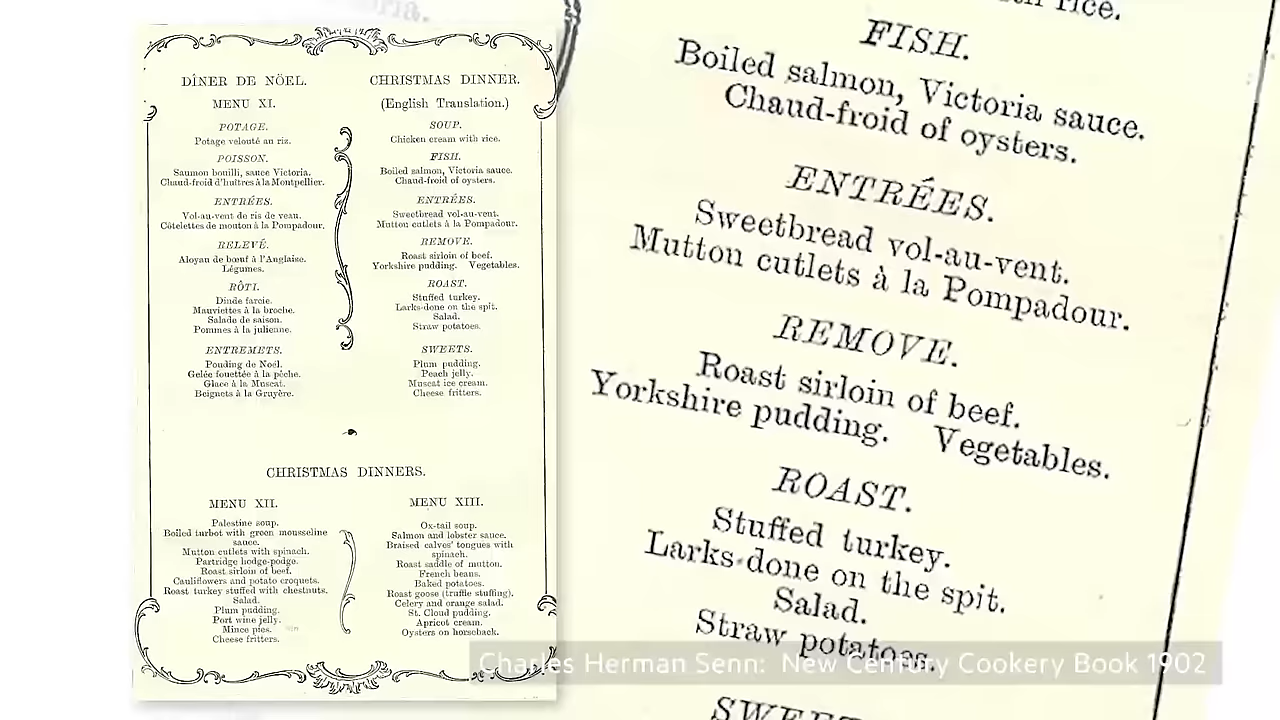 DÎNER DE NÖEL.
MENU XI.
POTAGE.
Potage velouté au riz.
POISSON.
Saumon bouilli, sauce Victoria.
Chaud-froid d'huîtres à la Montpellier.
ENTRÉES.
Vol-au-vent de ris de veau.
Côtelettes de mouton à la Pompadour.
RELEVÉ.
Aloyau de bœuf à l'Anglaise.
Légumes.
RÔTI.
Dinde farcie.
Mauviettes à la broche.
Salade de saison.
Pommes à la julienne.
ENTREMETS.
Pouding de Noël.
Gelée fouettée à la pêche.
Glace à la Muscat.
Beignets à la Gruyère.
CHRISTMAS DINNER.
(English Translation.)
SOUP.
Chicken cream with rice.
FISH.
Boiled salmon, Victoria sauce.
Chaud-froid of oysters.
ENTRÉES.
Sweetbread vol-au-vent.
Mutton cutlets à la Pompadour.
REMOVE.
Roast sirloin of beef.
Yorkshire pudding. Vegetables.
ROAST.
Stuffed turkey.
Larks done on the spit.
Salad.
Straw potatoes.
SWEETS.
Plum pudding.
Peach jelly.
Muscat ice cream.
Cheese fritters.
CHRISTMAS DINNERS.
MENU XII.
Palestine soup.
Boiled turbot with green mousseline
sauce.
Mutton cutlets with spinach.
Partridge hodge-podge.
Roast sirloin of beef.
Cauliflowers and potato croquets.
Roast turkey stuffed with chestnuts.
Salad.
Plum pudding.
Port wine jelly.
Mince pies.
Cheese fritters.
MENU XIII.
Ox-tail soup.
Salmon and lobster sauce.
Braised calves' tongues with
spinach.
Roast saddle of mutton.
French beans.
Baked potatoes.
Roast goose (truffle stuffing).
Celery and orange salad.
St. Cloud pudding.
Apricot cream.
Oysters on horseback.
rice.
FISH.
Boiled salmon, Victoria sauce.
Chaud-froid of oysters.
ENTRÉES.
Sweetbread vol-au-vent.
Mutton cutlets à la Pompadour.
REMOVE.
Roast sirloin of beef.
Yorkshire pudding. Vegetables.
ROAST.
Stuffed turkey.
Larks done on the spit.
Salad.
Straw potatoes.
Charles Herman Senn: New Century Cookery Book 1902